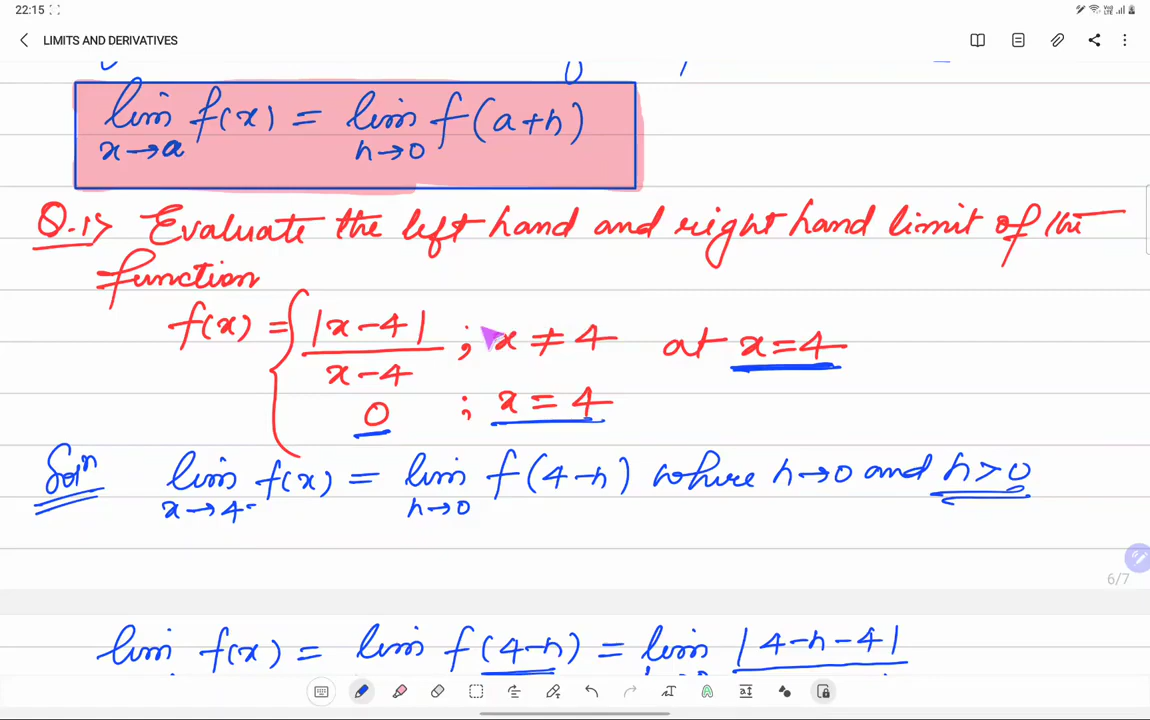 22:15
LIMITS AND DERIVATIVES
lim f(x) = lim f(a+h)
x→a h→0
Q.1> Evaluate the left hand and right hand limit of the
function
f(x) = { |x-4| ; x ≠ 4 at x=4
x-4
0 ; x = 4
Solⁿ lim f(x) = lim f(4-h) where h→0 and h>0
x→4⁻ h→0
6/7
lim f(x) = lim f(4-h) = lim |4-h-4|